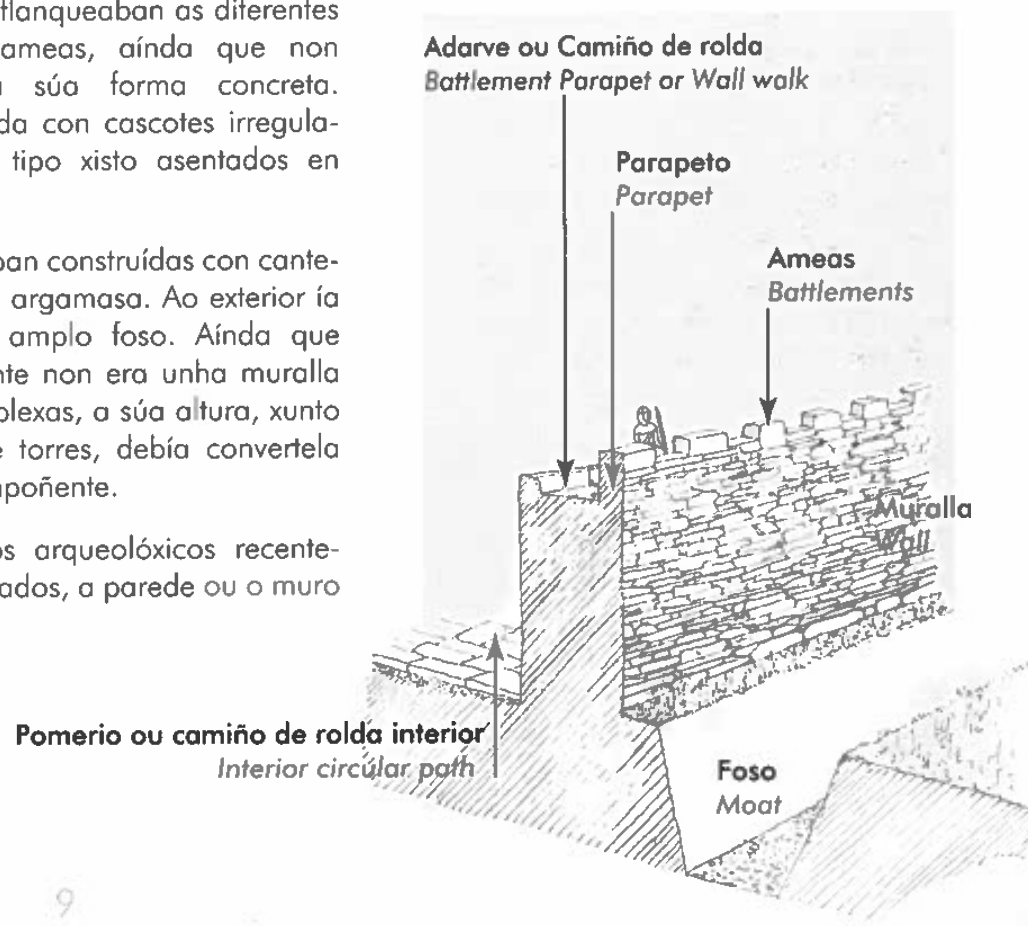 flanqueaban as diferentes
ameas, aínda que non
súa forma concreta.
da con cascotes irregula-
tipo xisto asentados en
ban construídas con cante-
argamasa. Ao exterior ía
amplo foso. Aínda que
nte non era unha muralla
plexas, a súa altura, xunto
e torres, debía convertela
mpoñente.
os arqueolóxicos recente-
ados, a parede ou o muro
Adarve ou Camiño de rolda
Battlement Parapet or Wall walk
Parapeto
Parapet
Ameas
Battlements
Muralla
Wall
Pomerio ou camiño de rolda interior
Interior circular path
Foso
Moat
9